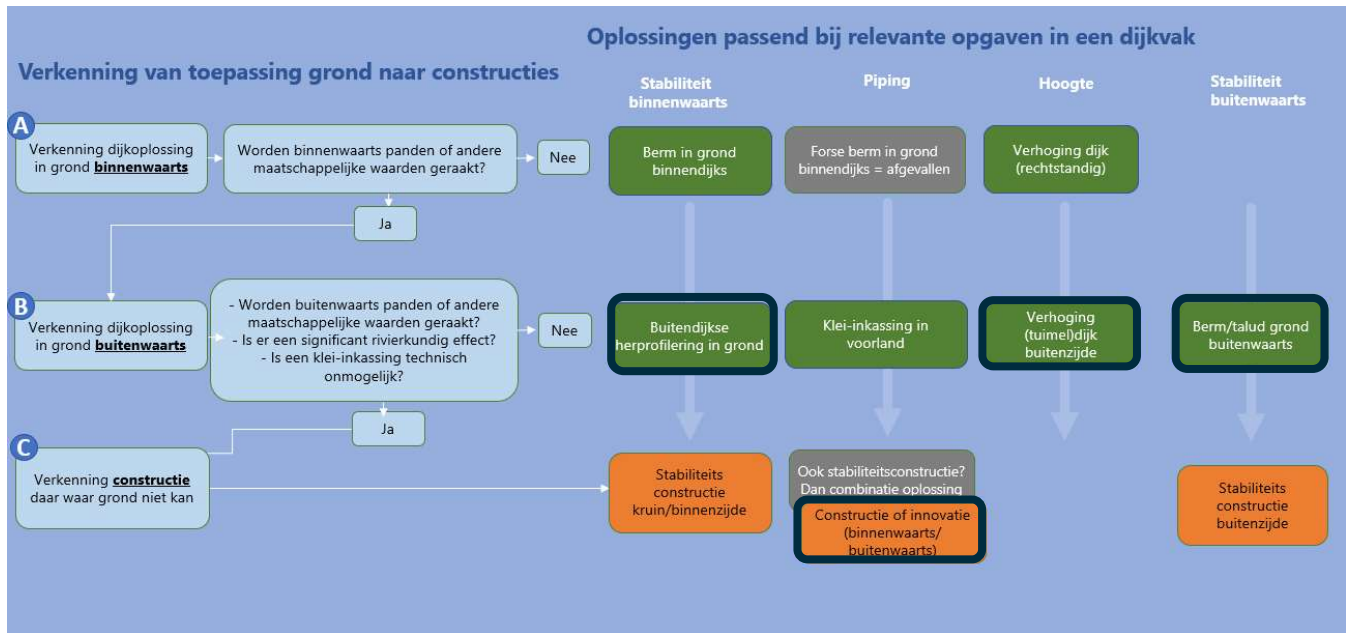 Oplossingen passend bij relevante opgaven in een dijkvak
Verkenning van toepassing grond naar constructies
Stabiliteit
binnenwaarts
Piping
Hoogte
Stabiliteit
buitenwaarts
A
Verkenning dijkoplossing
in grond binnenwaarts
Worden binnenwaarts panden of andere
maatschappelijke waarden geraakt?
Nee
Berm in grond
binnendijks
Forse berm in grond
binnendijks = afgevallen
Verhoging dijk
(rechtstandig)
Ja
B
Verkenning dijkoplossing
in grond buitenwaarts
- Worden buitenwaarts panden of andere
maatschappelijke waarden geraakt?
- Is er een significant rivierkundig effect?
- Is een klei-inkassing technisch
onmogelijk?
Nee
Buitendijkse
herprofilering in grond
Klei-inkassing in
voorland
Verhoging
(tuimel)dijk
buitenzijde
Berm/talud grond
buitenwaarts
Ja
C
Verkenning constructie
daar waar grond niet kan
Stabiliteits
constructie
kruin/binnenzijde
Ook stabiliteitsconstructie?
Dan combinatie oplossing
Constructie of innovatie
(binnenwaarts/
buitenwaarts)
Stabiliteits
constructie
buitenzijde